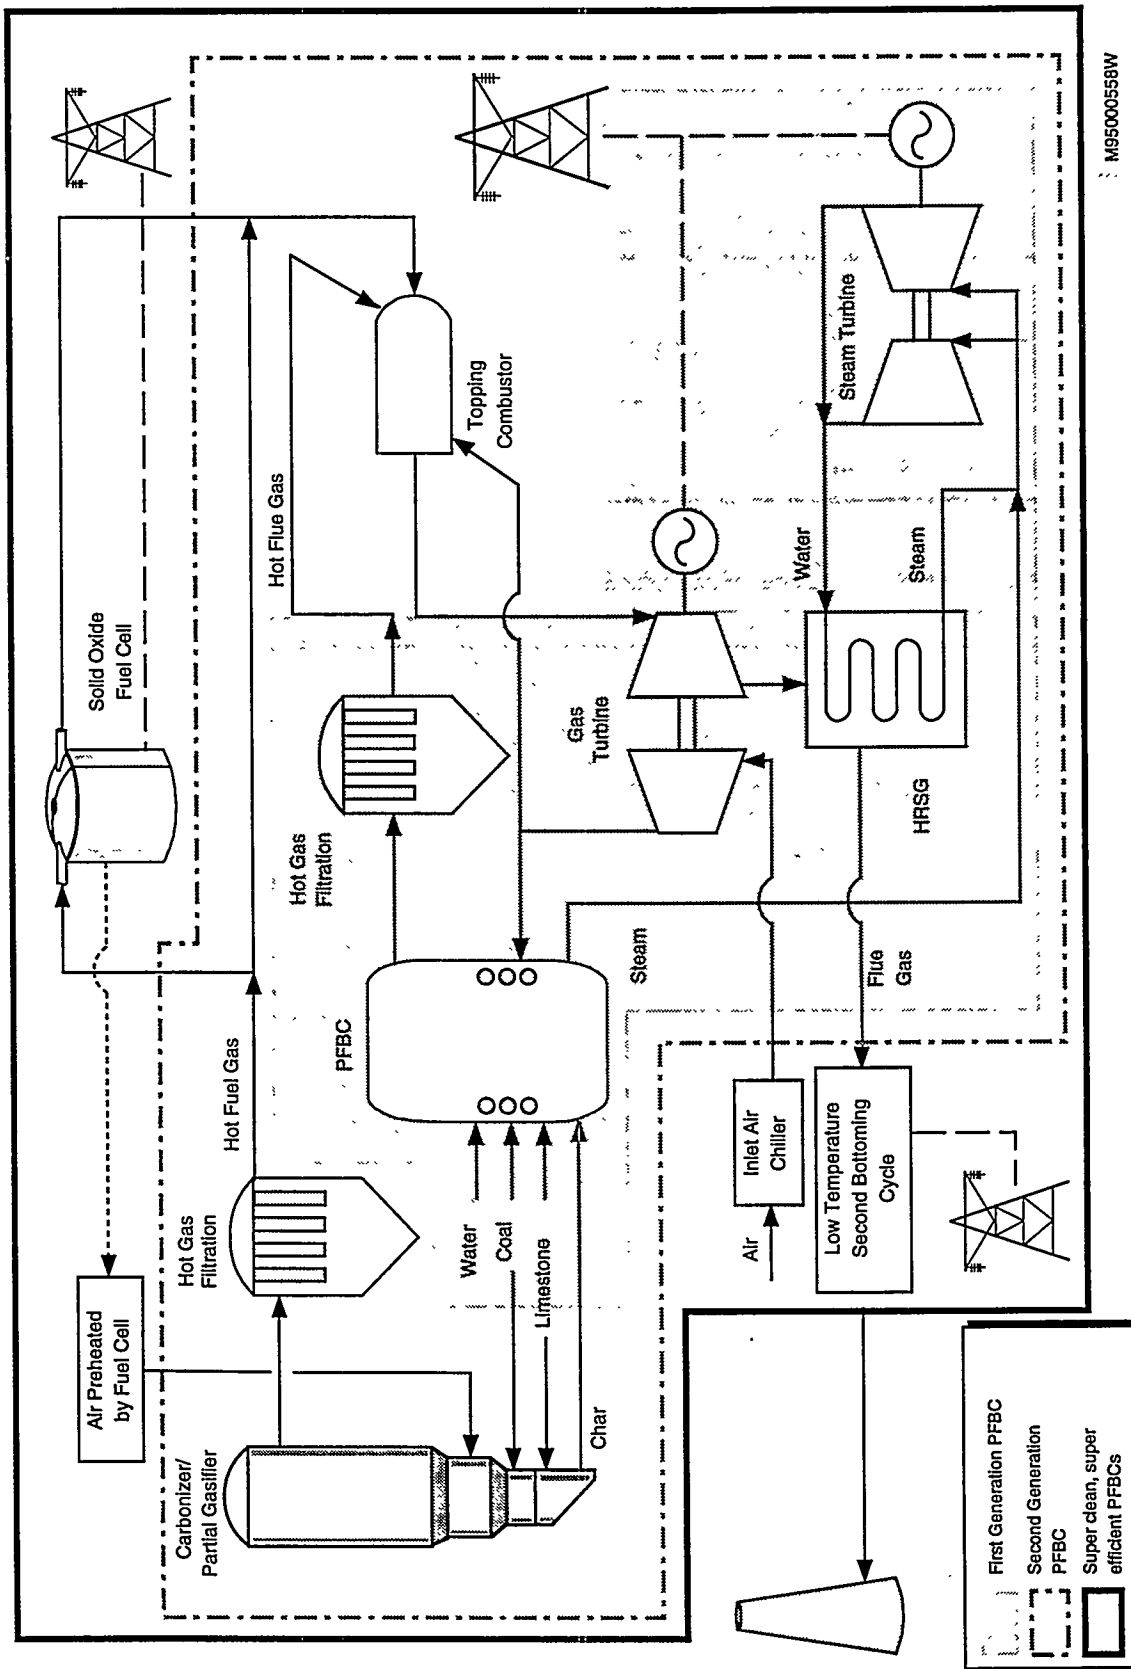 Solid Oxide
Fuel Cell
Air Preheated
by Fuel Cell
Carbonizer/
Partial Gasifier
Hot Gas
Filtration
Hot Fuel Gas
Hot Flue Gas
Hot Gas
Filtration
PFBC
Topping
Combustor
Water
Coal
Limestone
Char
Steam
Gas
Turbine
Inlet Air
Chiller
Air
Low Temperature
Second Bottoming
Cycle
Flue
Gas
HRSG
Water
Steam
Steam Turbine
First Generation PFBC
Second Generation
PFBC
Super clean, super
efficient PFBCs
M95000558W